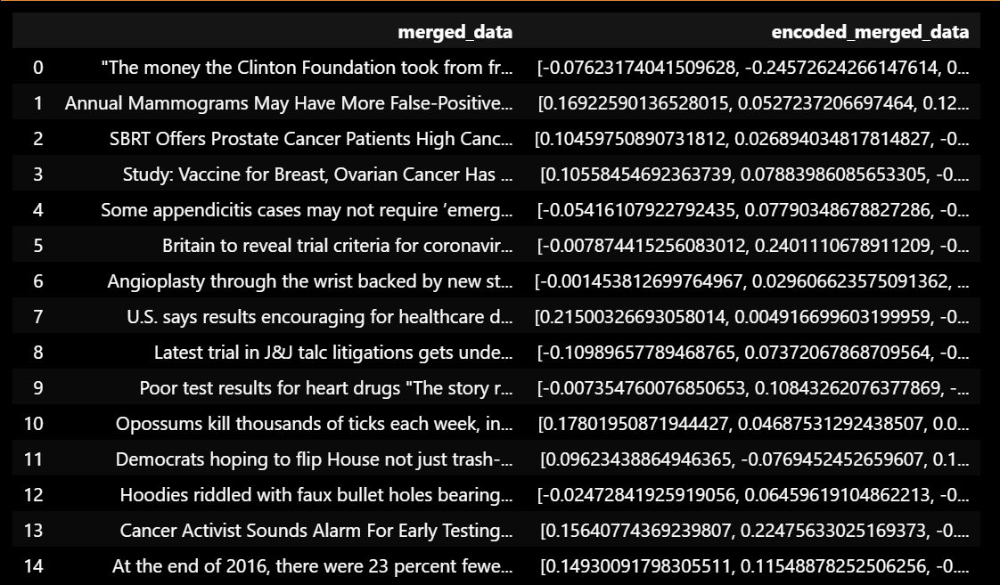 merged_data encoded_merged_data
0 "The money the Clinton Foundation took from fr... [-0.07623174041509628, -0.24572624266147614, 0...
1 Annual Mammograms May Have More False-Positive... [0.16922590136528015, 0.0527237206697464, 0.12...
2 SBRT Offers Prostate Cancer Patients High Canc... [0.10459750890731812, 0.026894034817814827, -0...
3 Study: Vaccine for Breast, Ovarian Cancer Has ... [0.10558454692363739, 0.07883986085653305, -0....
4 Some appendicitis cases may not require ’emerg... [-0.05416107922792435, 0.07790348678827286, -0...
5 Britain to reveal trial criteria for coronavir... [-0.007874415256083012, 0.2401110678911209, -0...
6 Angioplasty through the wrist backed by new st... [-0.001453812699764967, 0.029606623575091362, ...
7 U.S. says results encouraging for healthcare d... [0.21500326693058014, 0.004916699603199959, -0...
8 Latest trial in J&J talc litigations gets unde... [-0.10989657789468765, 0.07372067868709564, -0...
9 Poor test results for heart drugs "The story r... [-0.007354760076850653, 0.10843262076377869, -...
10 Opossums kill thousands of ticks each week, in... [0.17801950871944427, 0.04687531292438507, 0.0...
11 Democrats hoping to flip House not just trash-... [0.09623438864946365, -0.0769452452659607, 0.1...
12 Hoodies riddled with faux bullet holes bearing... [-0.02472841925919056, 0.06459619104862213, -0...
13 Cancer Activist Sounds Alarm For Early Testing... [0.15640774369239807, 0.22475633025169373, -0....
14 At the end of 2016, there were 23 percent fewe... [0.14930091798305511, 0.11548878252506256, -0....